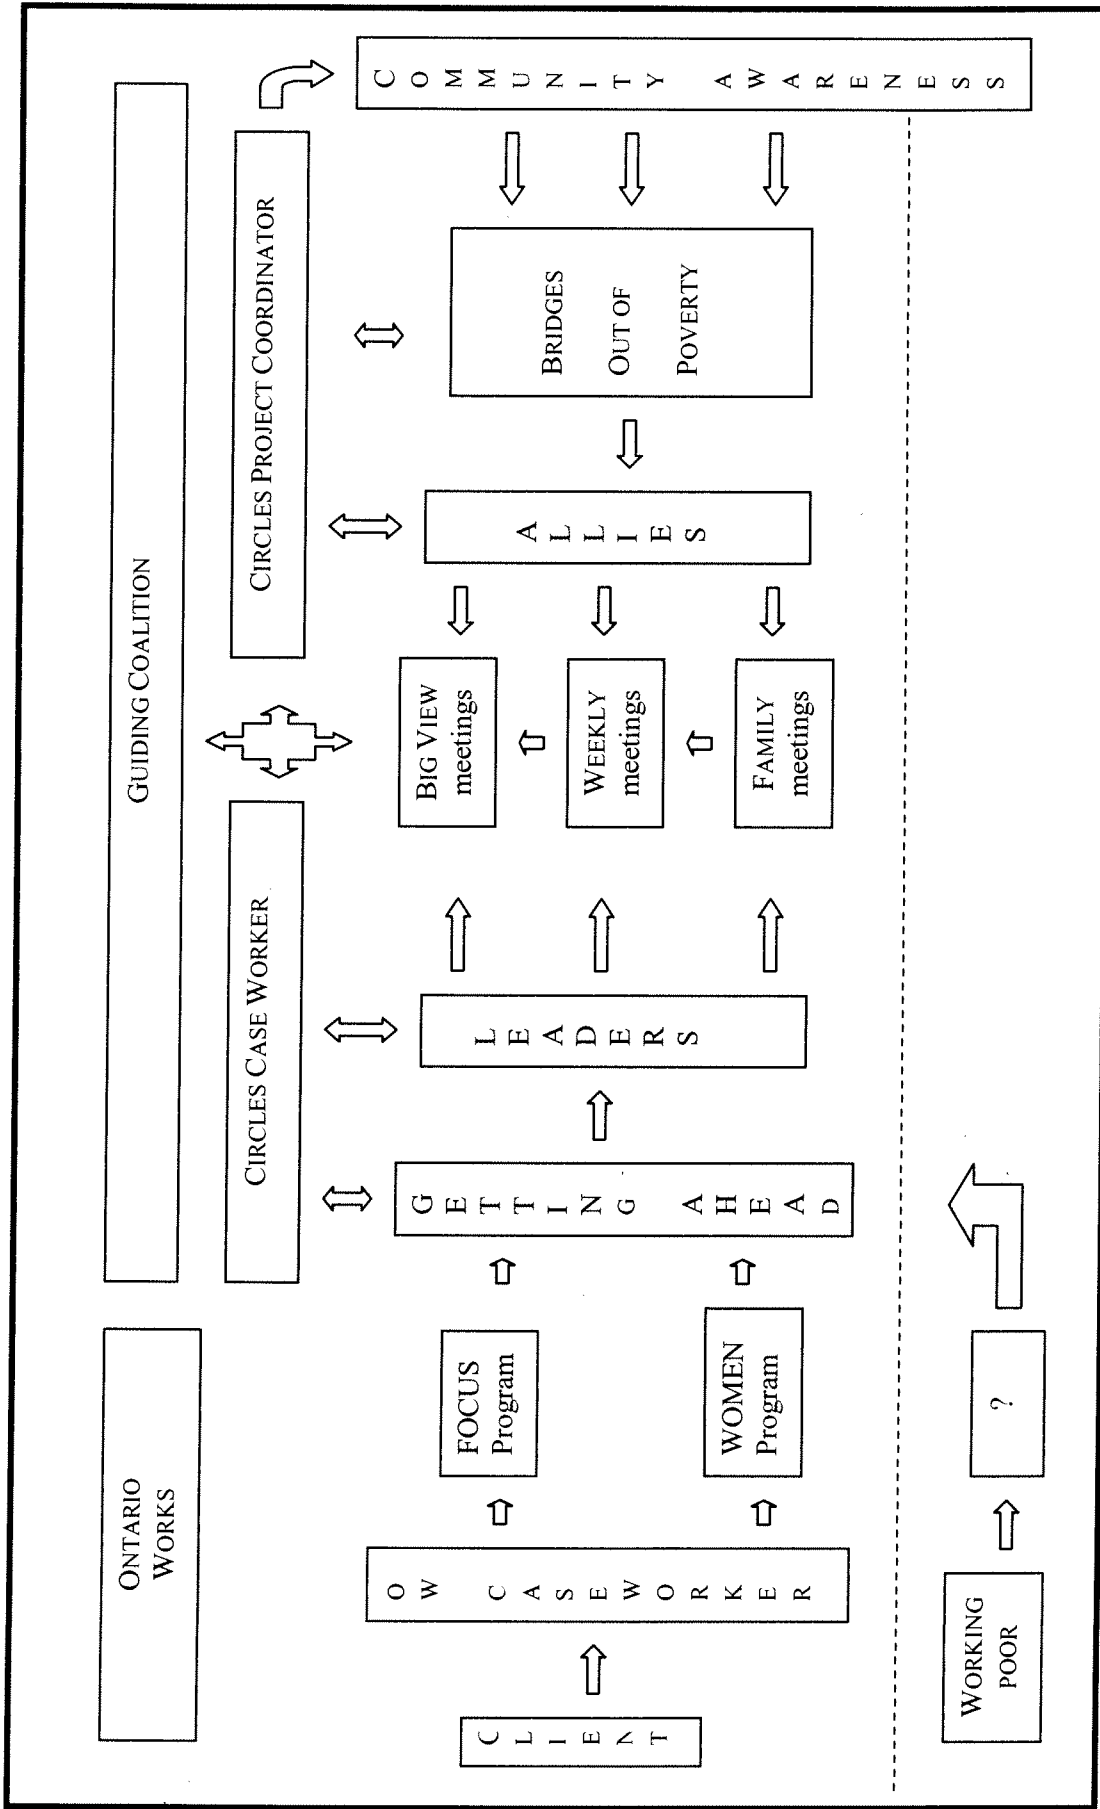 ONTARIO
WORKS
GUIDING COALITION
CIRCLES CASE WORKER
CIRCLES PROJECT COORDINATOR
CLIENT
OW CASEWORKER
FOCUS
Program
WOMEN
Program
GETTING AHEAD
LEADERS
BIG VIEW
meetings
WEEKLY
meetings
FAMILY
meetings
ALLIES
BRIDGES
OUT OF
POVERTY
COMMUNITY AWARENESS
WORKING
POOR
?